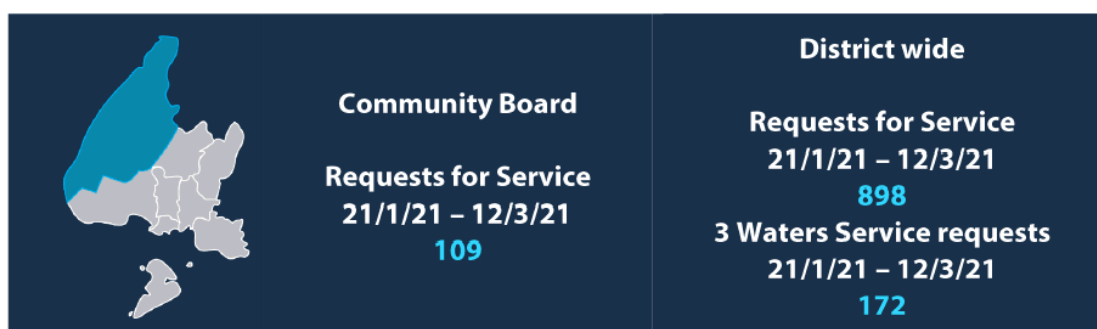 Community Board
Requests for Service
21/1/21 – 12/3/21
109
District wide
Requests for Service
21/1/21 – 12/3/21
898
3 Waters Service requests
21/1/21 – 12/3/21
172